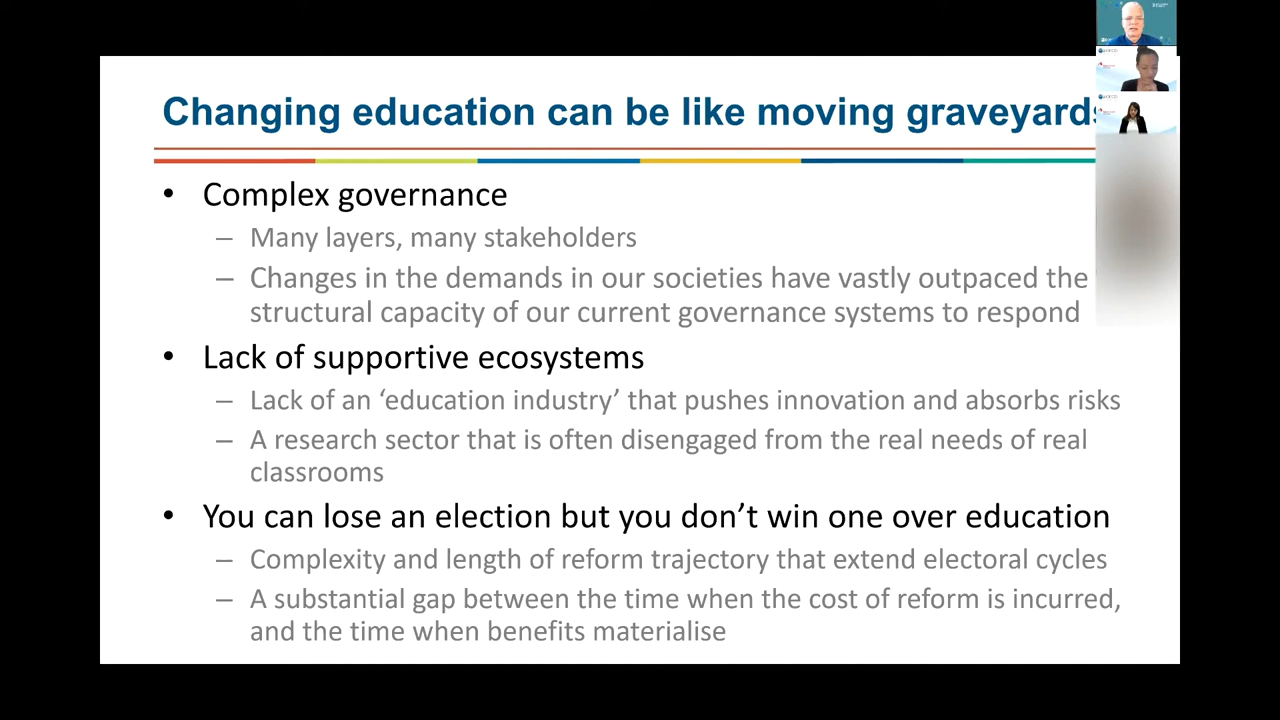 Changing education can be like moving graveyards
• Complex governance
– Many layers, many stakeholders
– Changes in the demands in our societies have vastly outpaced the
structural capacity of our current governance systems to respond
• Lack of supportive ecosystems
– Lack of an ‘education industry’ that pushes innovation and absorbs risks
– A research sector that is often disengaged from the real needs of real
classrooms
• You can lose an election but you don’t win one over education
– Complexity and length of reform trajectory that extend electoral cycles
– A substantial gap between the time when the cost of reform is incurred,
and the time when benefits materialise